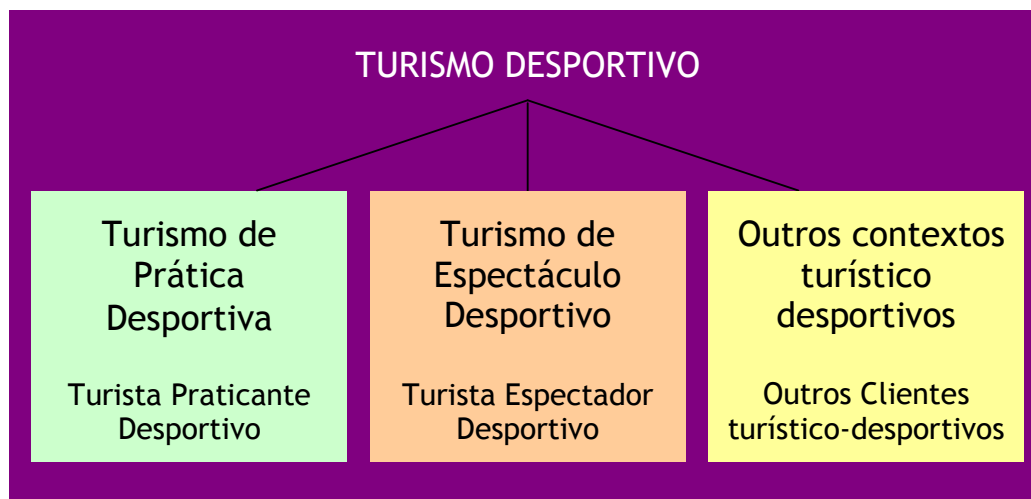 TURISMO DESPORTIVO
Turismo de
Prática
Desportiva
Turista Praticante
Desportivo
Turismo de
Espectáculo
Desportivo
Turista Espectador
Desportivo
Outros contextos
turístico
desportivos
Outros Clientes
turístico-desportivos